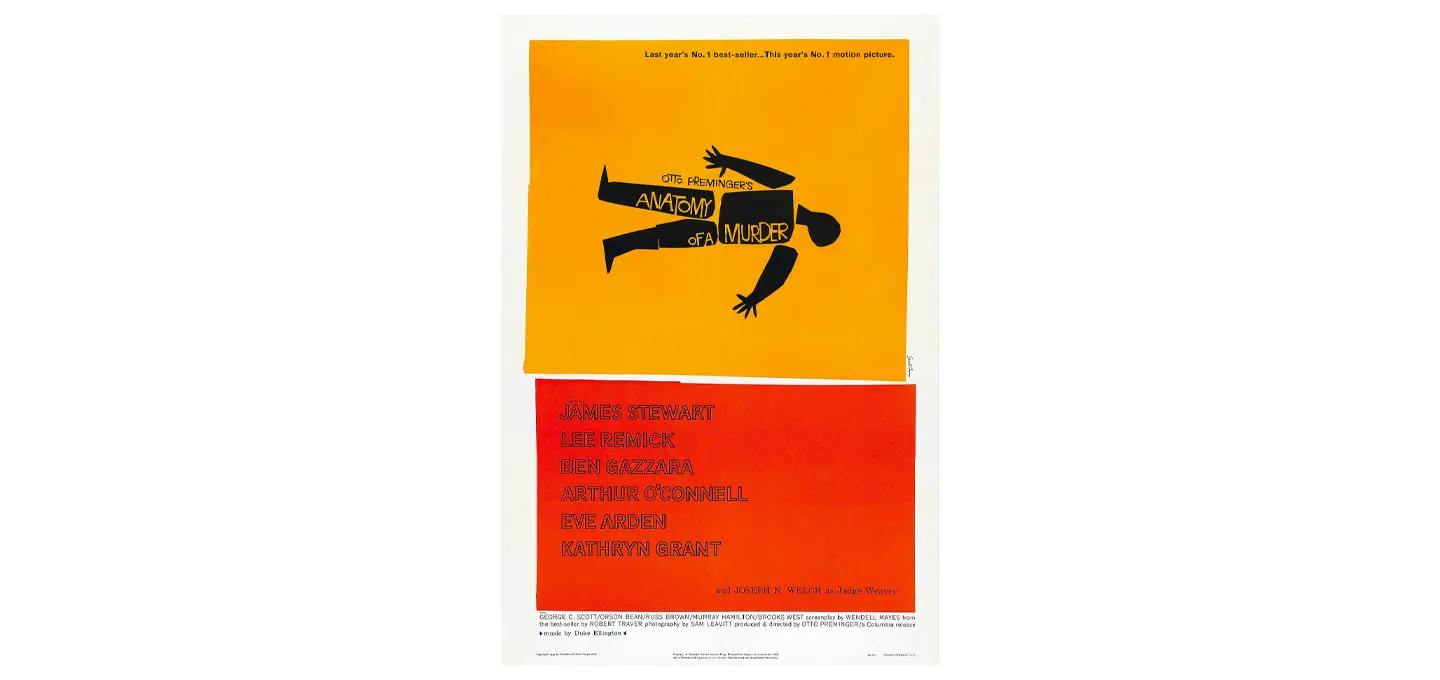 Last year's No. 1 best-seller...This year's No. 1 motion picture.
OTTO PREMINGER'S
ANATOMY
OF A MURDER
JAMES STEWART
LEE REMICK
BEN GAZZARA
ARTHUR O'CONNELL
EVE ARDEN
KATHRYN GRANT
and JOSEPH N. WELCH as Judge Weaver
GEORGE C. SCOTT/ORSON BEAN/RUSS BROWN/MURRAY HAMILTON/BROOKS WEST screenplay by WENDELL MAYES from
the best-seller by ROBERT TRAVER photography by SAM LEAVITT produced & directed by OTTO PREMINGER/a Columbia release
music by Duke Ellington